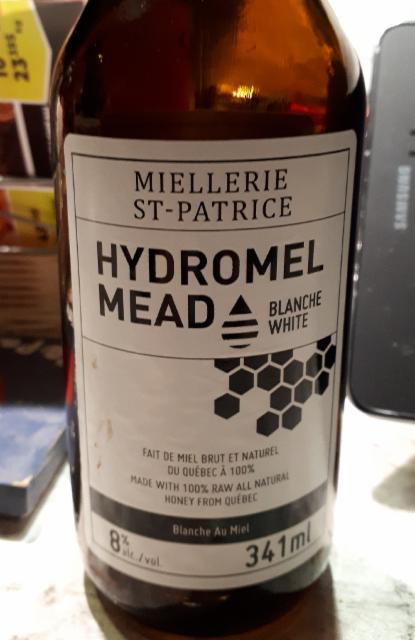 MIELLERIE
ST-PATRICE
HYDROMEL
MEAD
BLANCHE
WHITE
FAIT DE MIEL BRUT ET NATUREL
DU QUÉBEC À 100%
MADE WITH 100% RAW ALL NATURAL
HONEY FROM QUÉBEC
Blanche Au Miel
8% alc./vol.
341ml
SAMSUNG
23